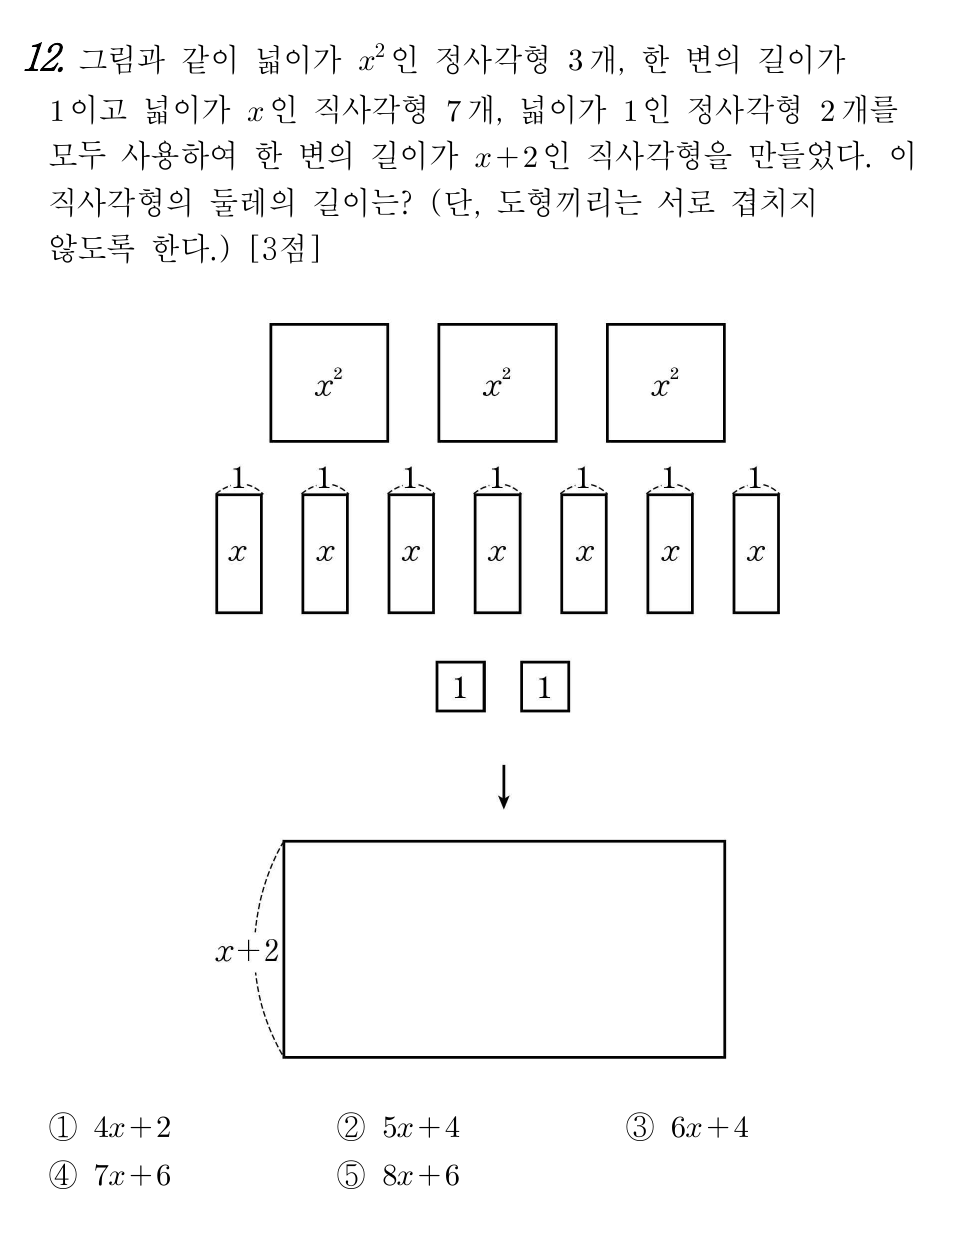 12. 그림과 같이 넓이가 x²인 정사각형 3개, 한 변의 길이가
1이고 넓이가 x인 직사각형 7개, 넓이가 1인 정사각형 2개를
모두 사용하여 한 변의 길이가 x+2인 직사각형을 만들었다. 이
직사각형의 둘레의 길이는? (단, 도형끼리는 서로 겹치지
않도록 한다.) [3점]
x² x² x²
1 1 1 1 1 1 1
x x x x x x x
1 1
x+2
① 4x+2 ② 5x+4 ③ 6x+4
④ 7x+6 ⑤ 8x+6